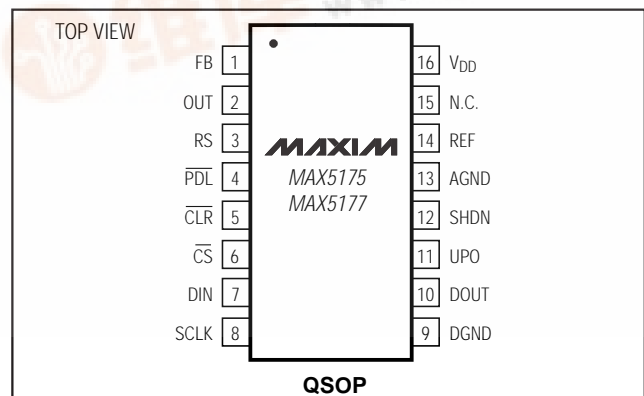 TOP VIEW
FB 1
OUT 2
RS 3
PDL 4
CLR 5
CS 6
DIN 7
SCLK 8
MAXIM
MAX5175
MAX5177
16 VDD
15 N.C.
14 REF
13 AGND
12 SHDN
11 UPO
10 DOUT
9 DGND
QSOP